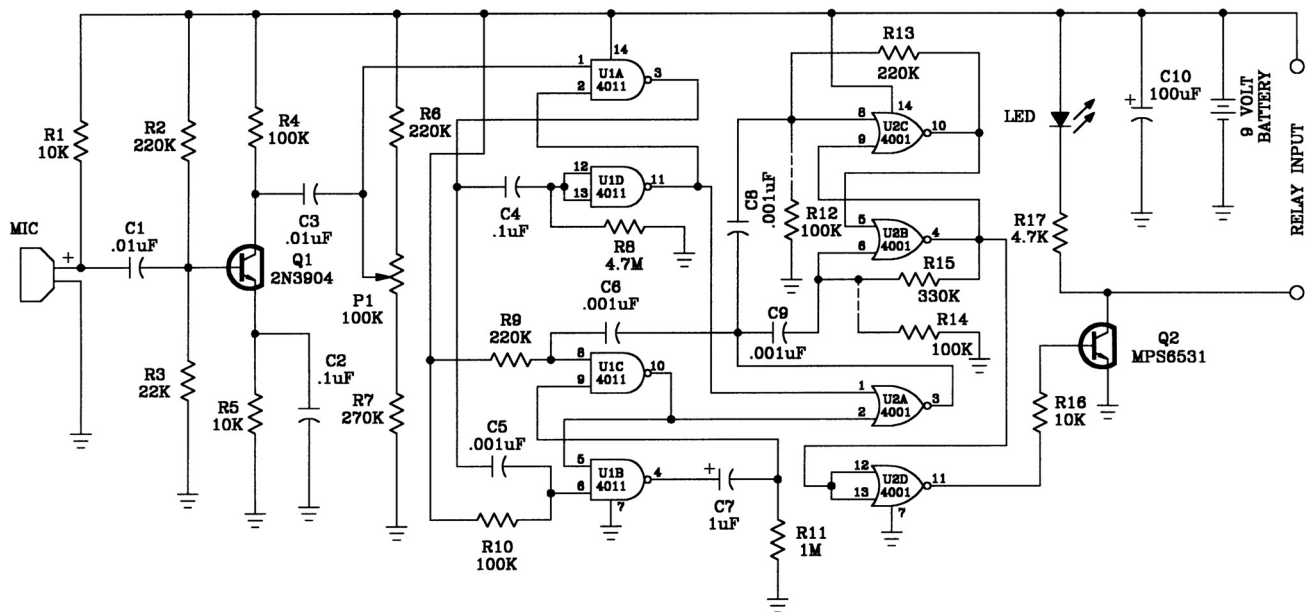 R1
10K
R2
220K
R4
100K
R6
220K
1
2
14
U1A
4011
3
R13
220K
8
9
14
U2C
4001
10
LED
C10
+
100uF
9 VOLT
BATTERY
RELAY INPUT
MIC
+
C1
.01uF
C3
.01uF
Q1
2N3904
P1
100K
C4
.1uF
12
13
U1D
4011
11
R8
4.7M
C8
.001uF
R12
100K
5
6
U2B
4001
4
R17
4.7K
R15
330K
R14
100K
C6
.001uF
C9
.001uF
R9
220K
8
9
U1C
4011
10
R3
22K
R5
10K
C2
.1uF
R7
270K
1
2
U2A
4001
3
Q2
MPS6531
R16
10K
C5
.001uF
5
6
U1B
4011
4
7
+
C7
1uF
R10
100K
R11
1M
12
13
U2D
4001
11
7